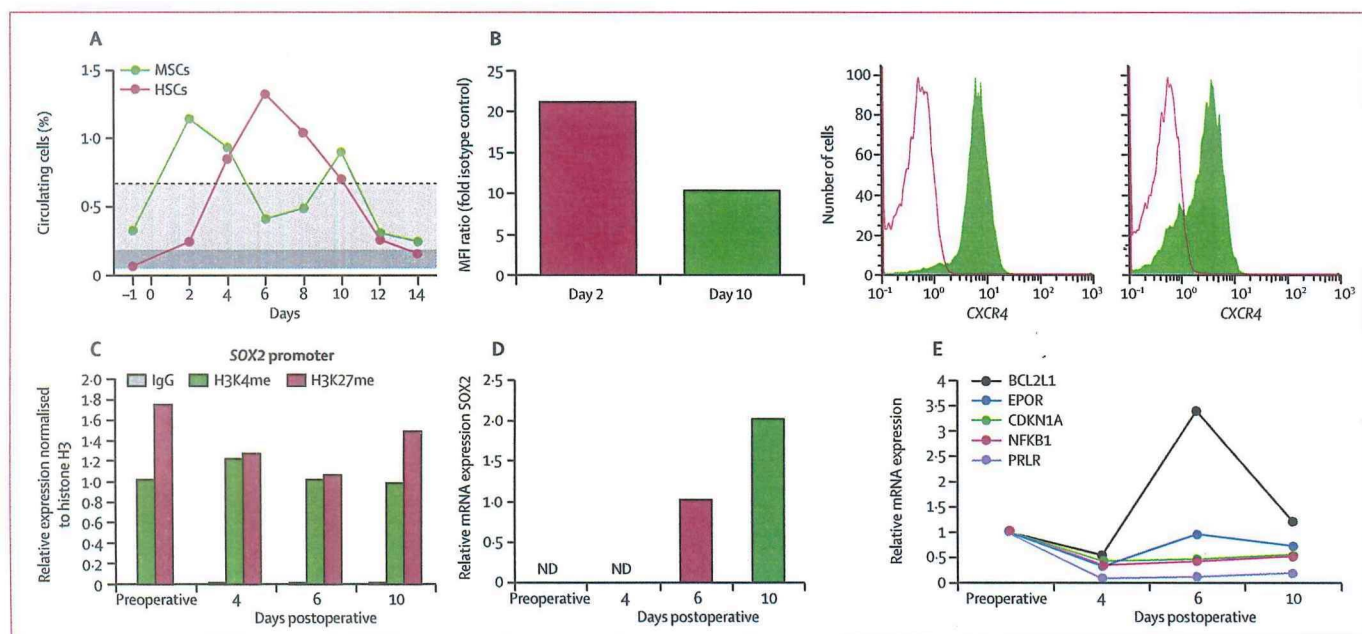 A
MSCs
HSCs
Circulating cells (%)
1·5
1·0
0·5
0
–1 0 2 4 6 8 10 12 14
Days
B
MFI ratio (fold isotype control)
25
20
15
10
5
0
Day 2 Day 10
Number of cells
100
80
60
40
20
0
10⁻¹ 10⁰ 10¹ 10² 10³
CXCR4
10⁻¹ 10⁰ 10¹ 10² 10³
CXCR4
C
SOX2 promoter
IgG H3K4me H3K27me
Relative expression normalised
to histone H3
2·0
1·8
1·6
1·4
1·2
1·0
0·8
0·6
0·4
0·2
0
Preoperative 4 6 10
Days postoperative
D
Relative mRNA expression SOX2
2·5
2·0
1·5
1·0
0·5
0
ND ND
Preoperative 4 6 10
Days postoperative
E
BCL2L1
EPOR
CDKN1A
NFKB1
PRLR
Relative mRNA expression
4
3·5
3
2·5
2
1·5
1
0·5
0
Preoperative 4 6 10
Days postoperative